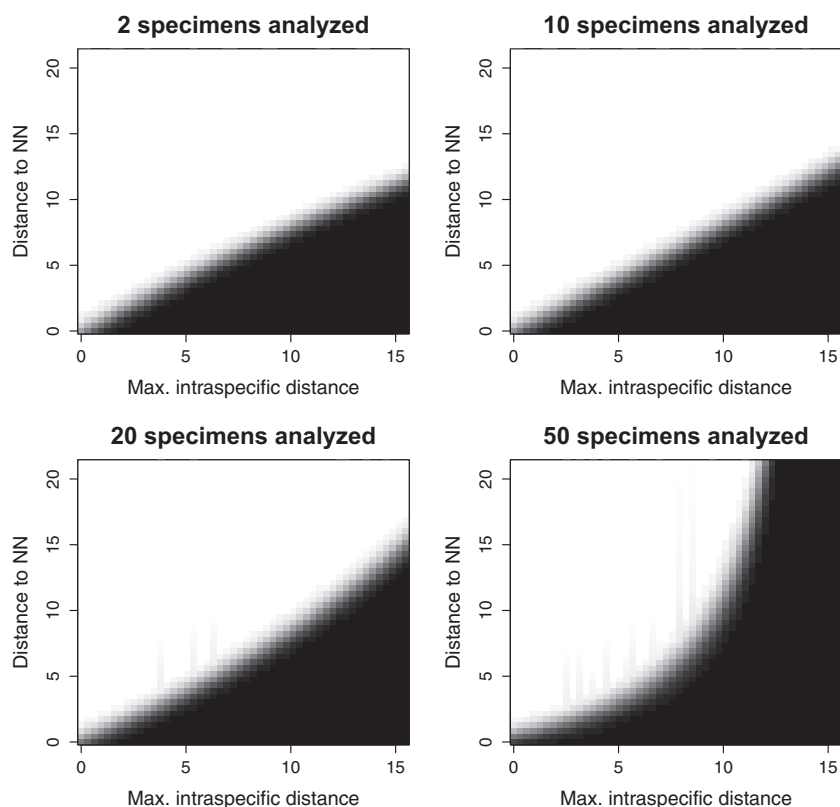 2 specimens analyzed
10 specimens analyzed
Distance to NN
20
15
10
5
0
0 5 10 15
Max. intraspecific distance
Distance to NN
20
15
10
5
0
0 5 10 15
Max. intraspecific distance
20 specimens analyzed
50 specimens analyzed
Distance to NN
20
15
10
5
0
0 5 10 15
Max. intraspecific distance
Distance to NN
20
15
10
5
0
0 5 10 15
Max. intraspecific distance